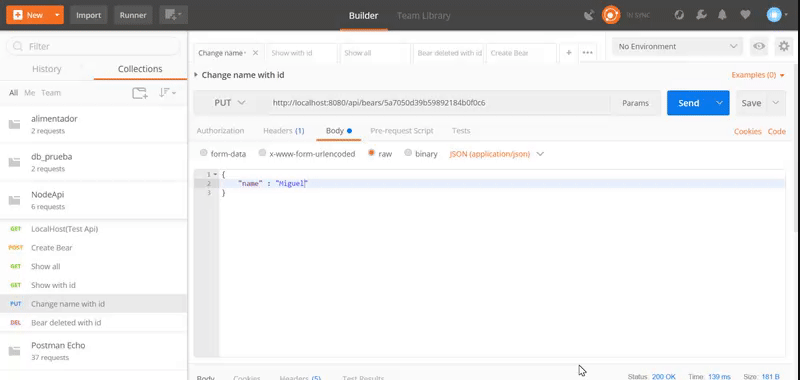 New Import Runner Builder Team Library IN SYNC
Filter
History Collections
All Me Team
alimentador
2 requests
db_prueba
2 requests
NodeApi
6 requests
GET LocalHost(Test Api)
POST Create Bear
GET Show all
GET Show with id
PUT Change name with id
DEL Bear deleted with id
Postman Echo
37 requests
Change name Show with id Show all Bear deleted with id Create Bear No Environment
Change name with id Examples (0)
PUT http://localhost:8080/api/bears/5a7050d39b59892184b0f0c6 Params Send Save
Authorization Headers (1) Body Pre-request Script Tests Cookies Code
form-data x-www-form-urlencoded raw binary JSON (application/json)
1 {
2 "name" : "Miguel"
3 }
Body Cookies Headers (5) Test Results Status: 200 OK Time: 139 ms Size: 181 B